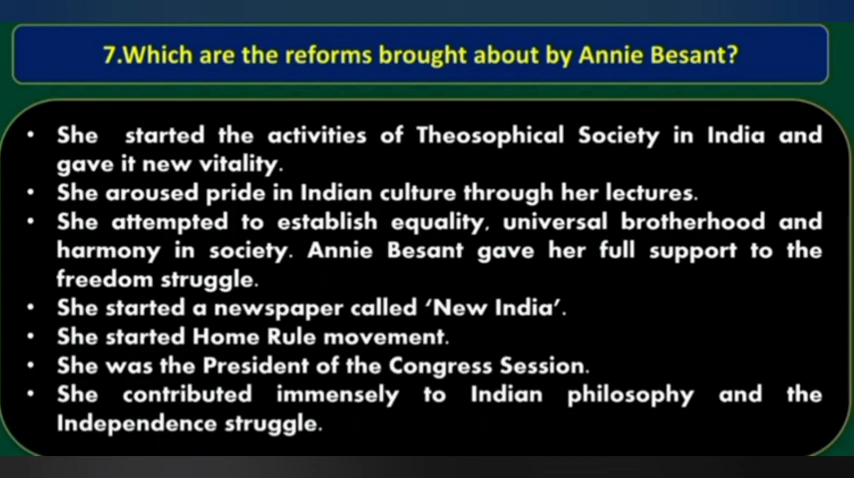 7.Which are the reforms brought about by Annie Besant?
• She started the activities of Theosophical Society in India and
gave it new vitality.
• She aroused pride in Indian culture through her lectures.
• She attempted to establish equality, universal brotherhood and
harmony in society. Annie Besant gave her full support to the
freedom struggle.
• She started a newspaper called ‘New India’.
• She started Home Rule movement.
• She was the President of the Congress Session.
• She contributed immensely to Indian philosophy and the
Independence struggle.